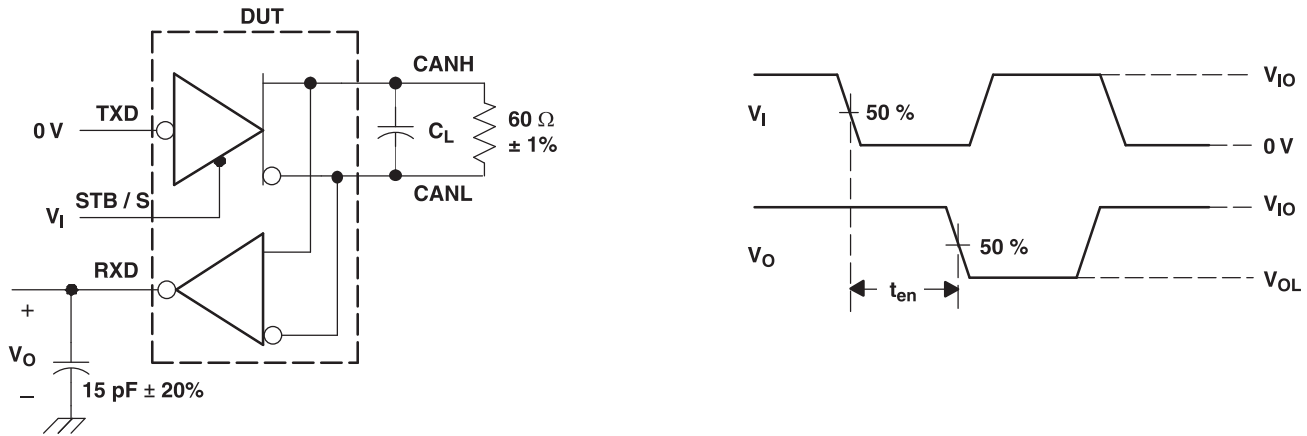 DUT
CANH
TXD
0 V
C_L
60 Ω
± 1%
STB / S
V_I
CANL
RXD
+
V_O
–
15 pF ± 20%
V_I
50 %
V_IO
0 V
V_IO
V_O
50 %
t_en
V_OL